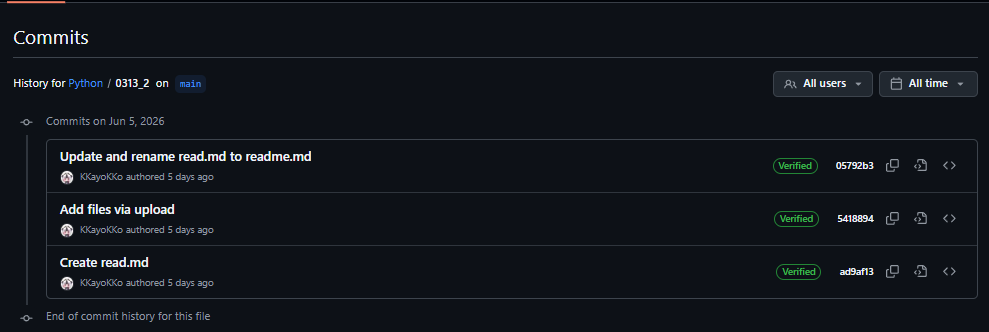 Commits
History for Python / 0313_2 on main
All users
All time
Commits on Jun 5, 2026
Update and rename read.md to readme.md
KKayoKKo authored 5 days ago
Verified
05792b3
Add files via upload
KKayoKKo authored 5 days ago
Verified
5418894
Create read.md
KKayoKKo authored 5 days ago
Verified
ad9af13
End of commit history for this file